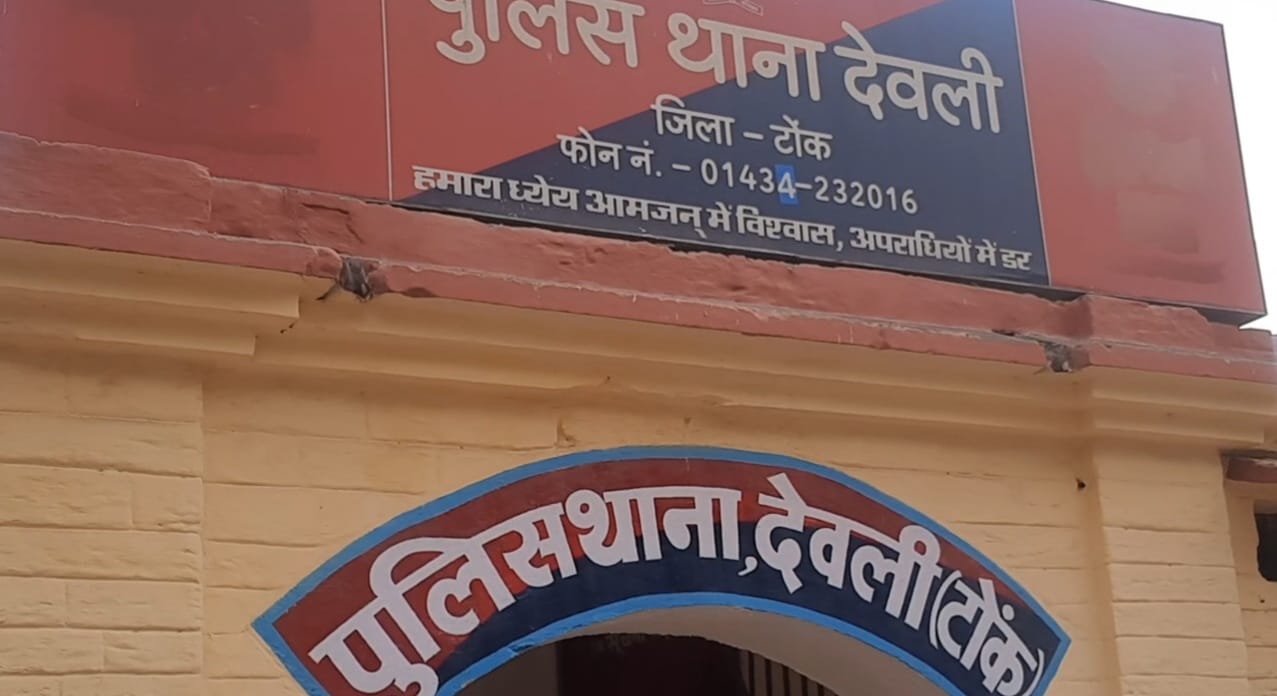 पुलिस थाना देवली
जिला – टोंक
फोन नं. – 01434-232016
हमारा ध्येय आमजन् में विश्वास, अपराधियों में डर
पुलिसथाना,देवली(टोंक)